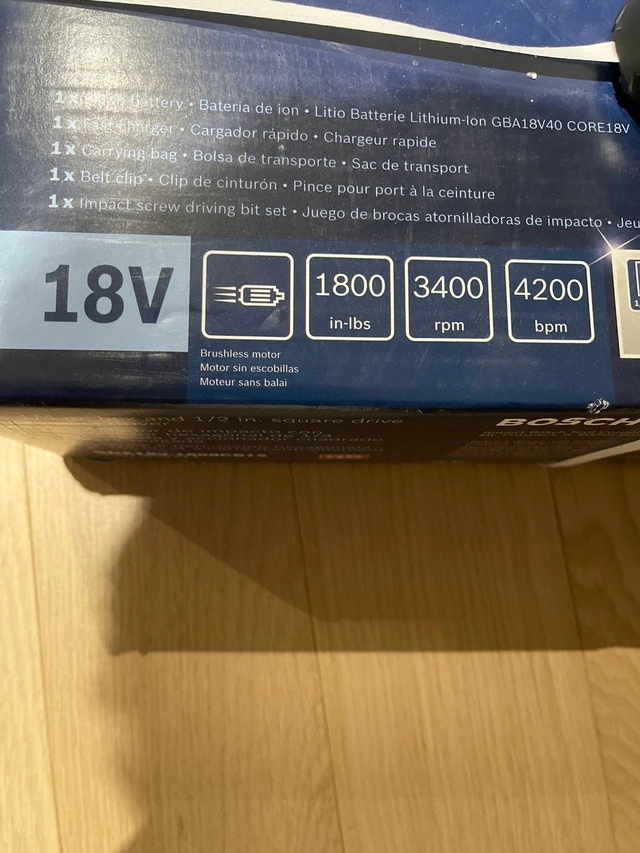 1 x battery • Bateria de ion • Litio Batterie Lithium-Ion GBA18V40 CORE18V
1 x charger • Cargador rápido • Chargeur rapide
1 x Carrying bag • Bolsa de transporte • Sac de transport
1 x Belt clip • Clip de cinturón • Pince pour port à la ceinture
1 x Impact screw driving bit set • Juego de brocas atornilladoras de impacto • Jeu
18V
1800 in-lbs
3400 rpm
4200 bpm
Brushless motor
Motor sin escobillas
Moteur sans balai
and 1/2 in. square drive
BOSCH